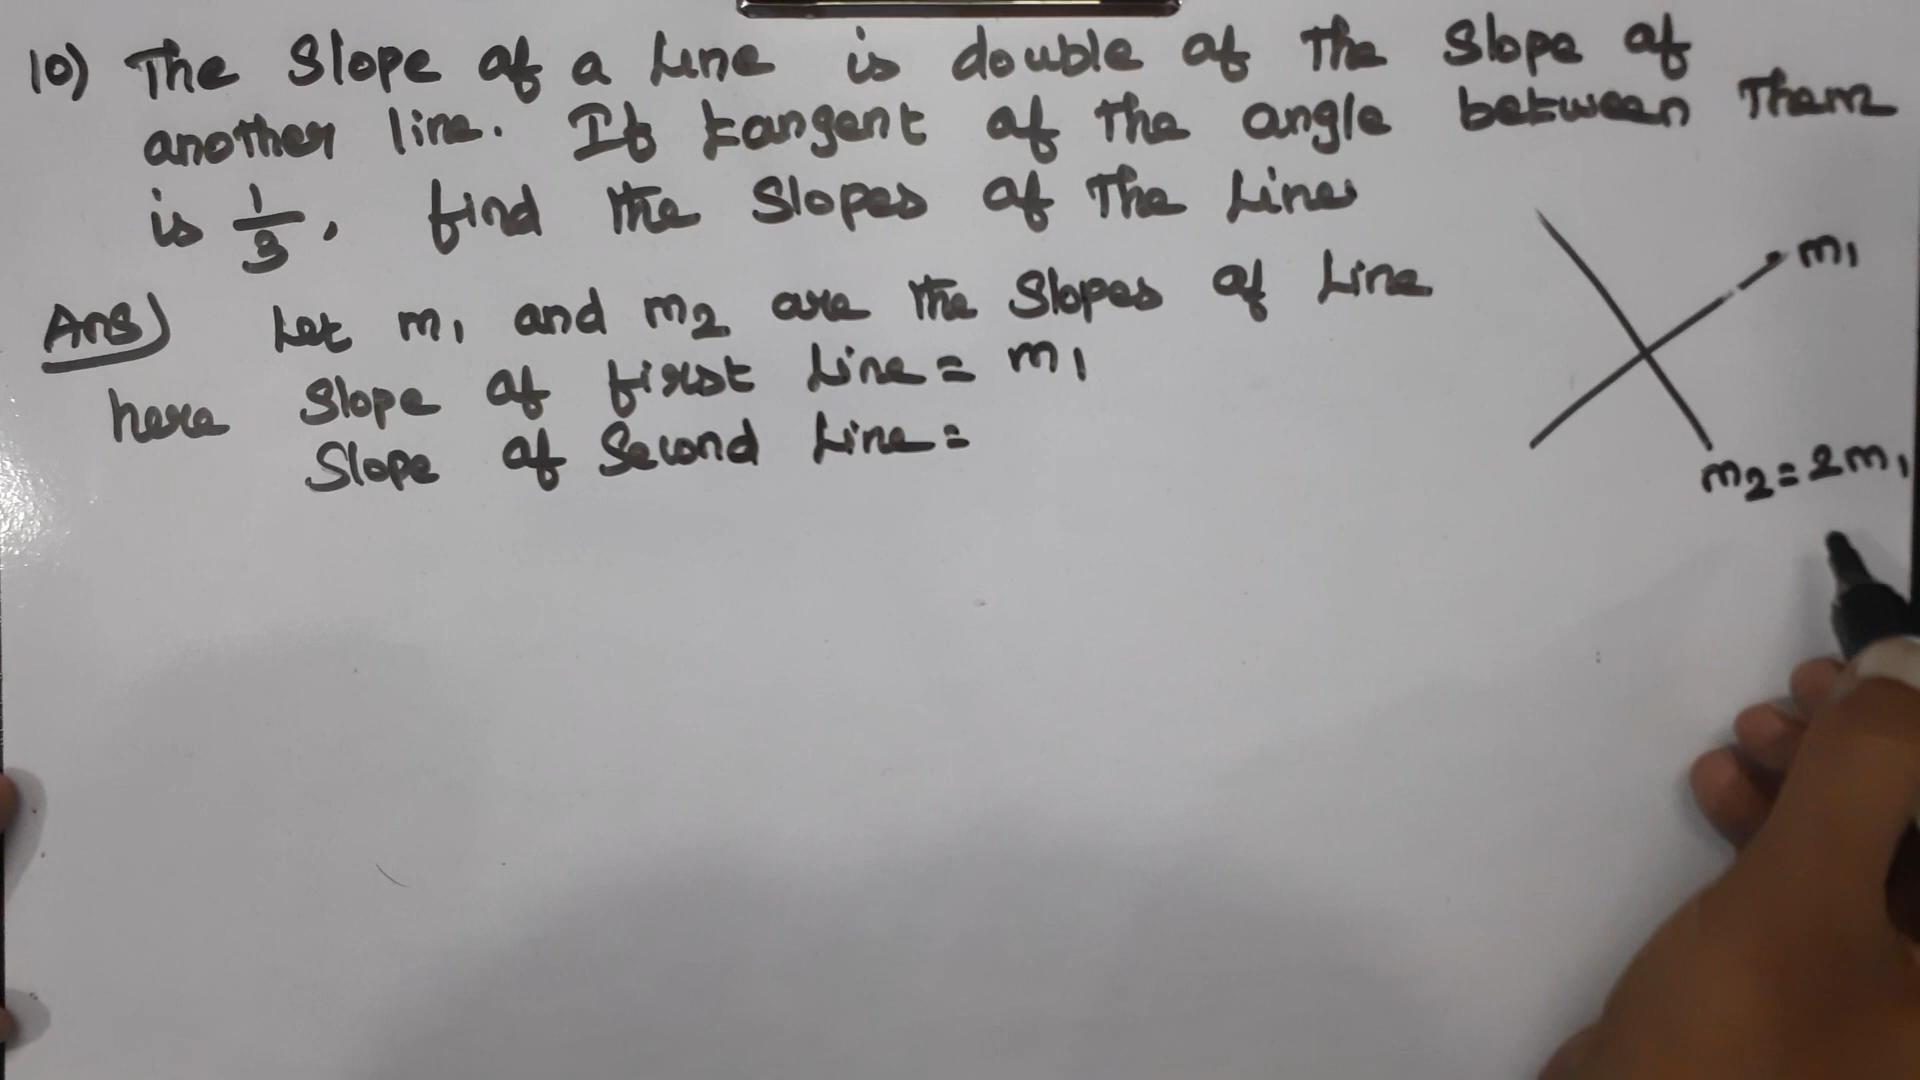 10) The Slope of a Line is double of the Slope of
another line. If tangent of the angle between them
is 1/3, find the Slopes of the Lines
Ans) Let m1 and m2 are the Slopes of Line
here Slope of first Line = m1
Slope of Second Line =
m1
m2 = 2m1